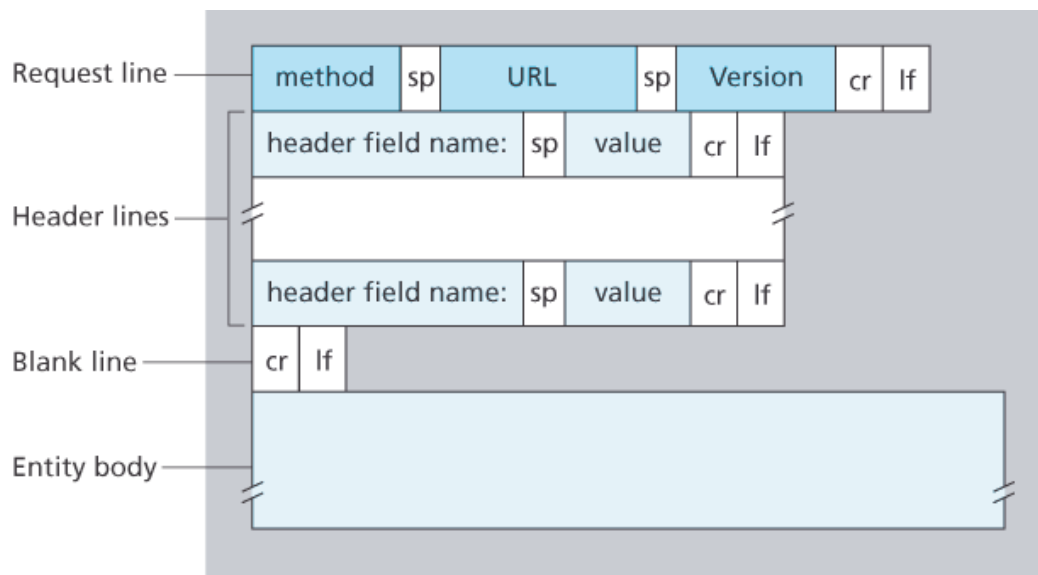 Request line
method sp URL sp Version cr lf
header field name: sp value cr lf
Header lines
header field name: sp value cr lf
Blank line
cr lf
Entity body